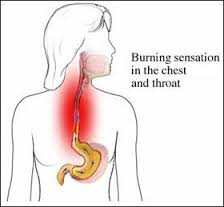 Burning sensation
in the chest
and throat